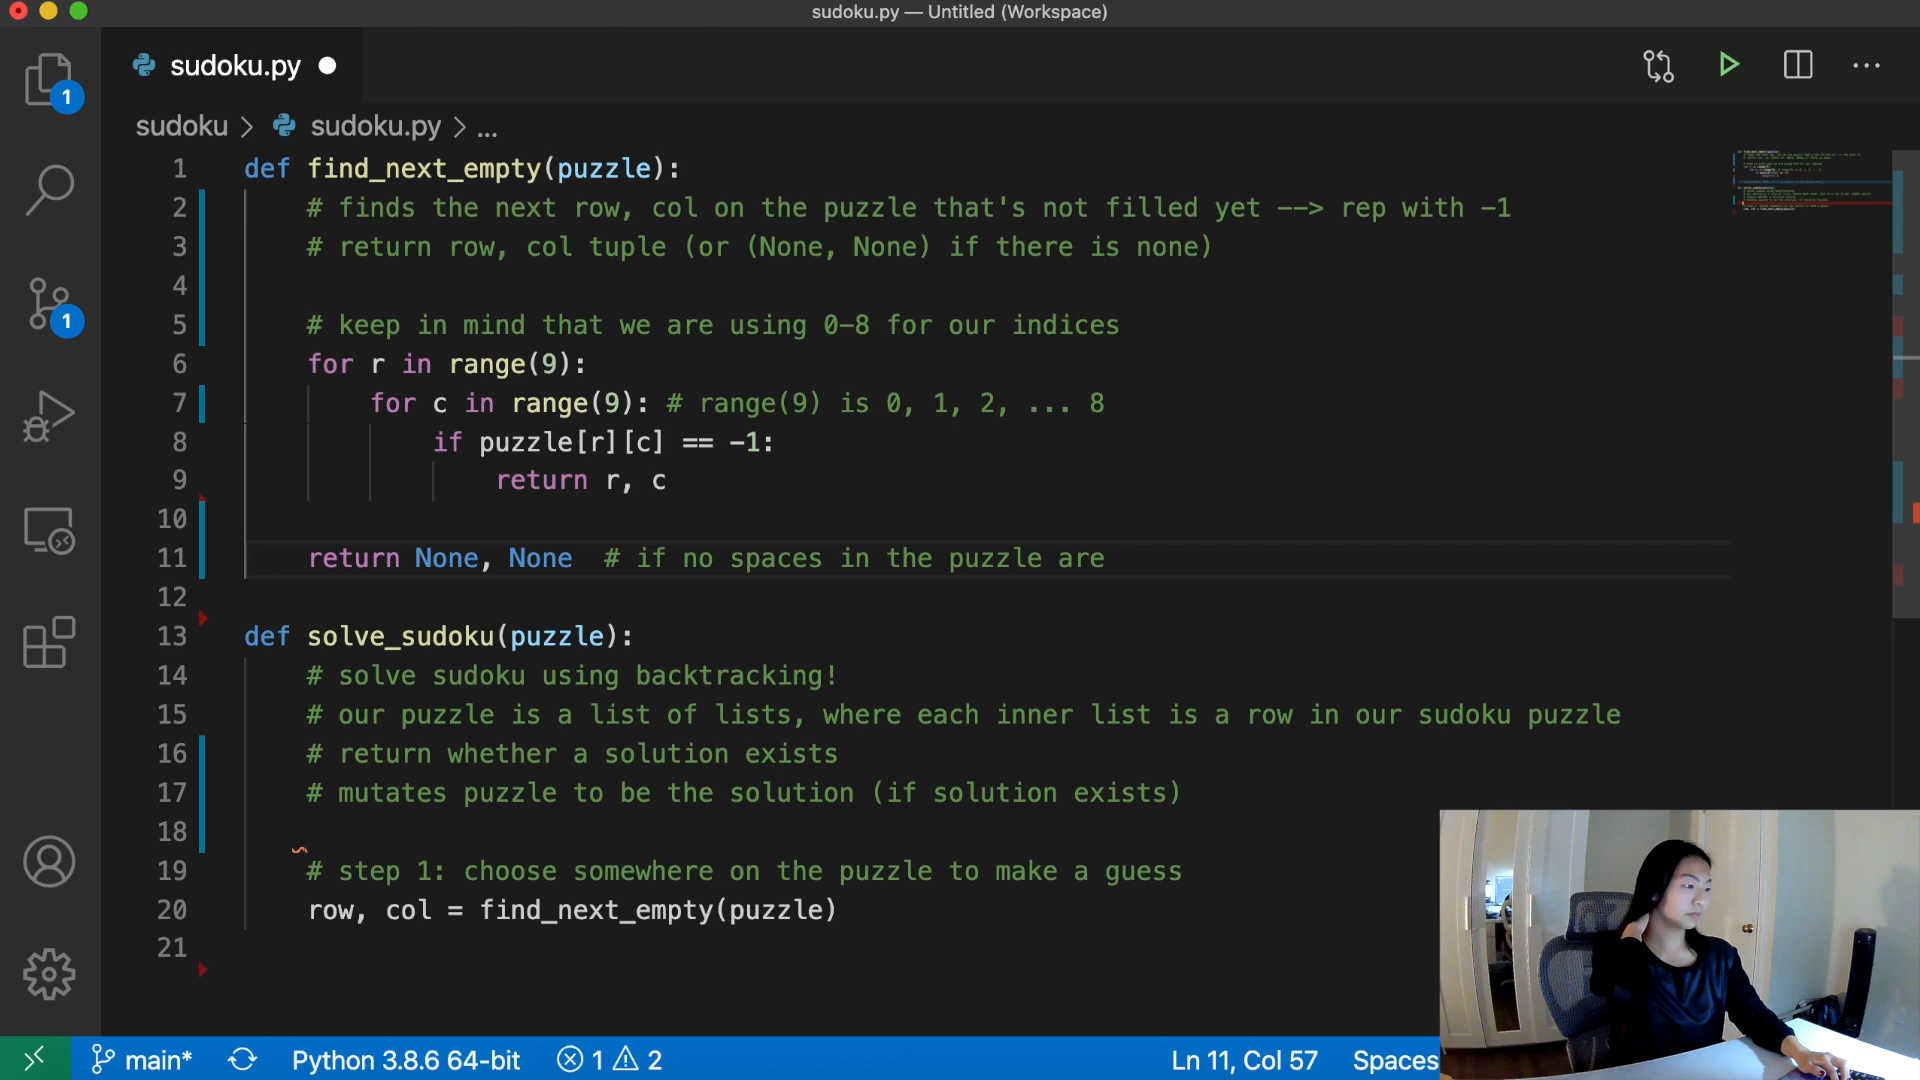 sudoku.py — Untitled (Workspace)
sudoku.py
1
sudoku > sudoku.py > ...
1 def find_next_empty(puzzle):
2 # finds the next row, col on the puzzle that's not filled yet --> rep with -1
3 # return row, col tuple (or (None, None) if there is none)
4
5 # keep in mind that we are using 0-8 for our indices
6 for r in range(9):
7 for c in range(9): # range(9) is 0, 1, 2, ... 8
8 if puzzle[r][c] == -1:
9 return r, c
10
11 return None, None # if no spaces in the puzzle are
12
13 def solve_sudoku(puzzle):
14 # solve sudoku using backtracking!
15 # our puzzle is a list of lists, where each inner list is a row in our sudoku puzzle
16 # return whether a solution exists
17 # mutates puzzle to be the solution (if solution exists)
18
19 # step 1: choose somewhere on the puzzle to make a guess
20 row, col = find_next_empty(puzzle)
21
1
main* Python 3.8.6 64-bit 1 2 Ln 11, Col 57 Spaces